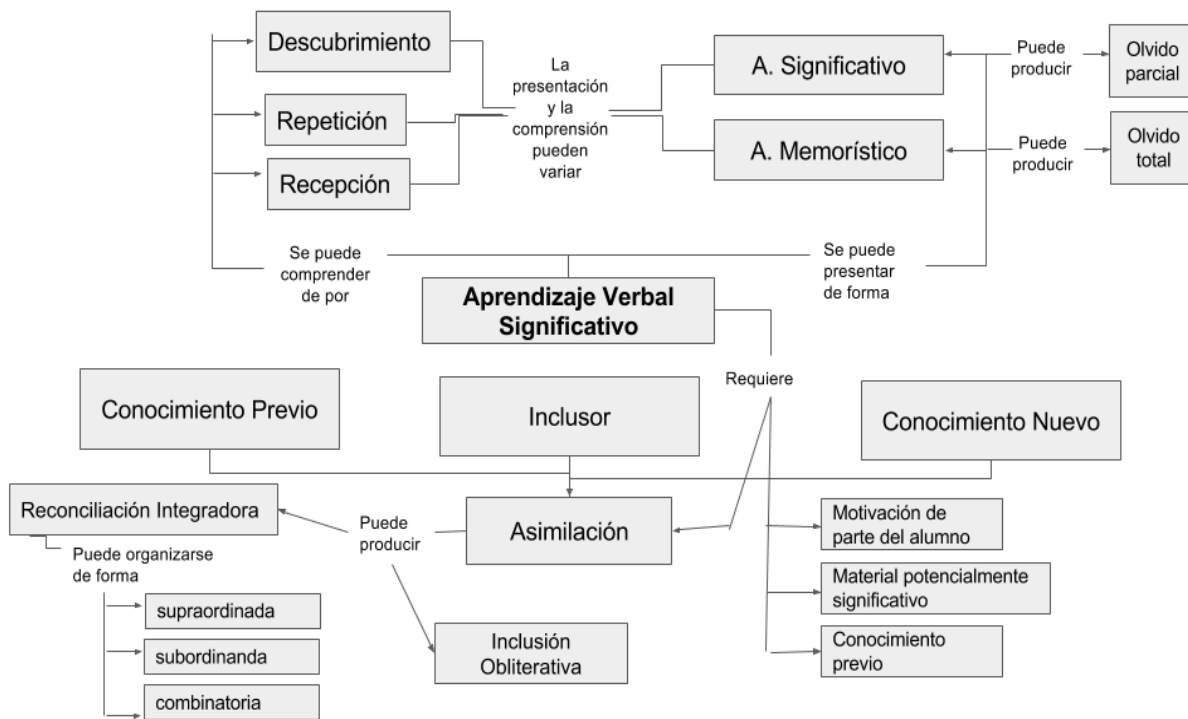 Descubrimiento
Repetición
Recepción
La
presentación
y la
comprensión
pueden
variar
A. Significativo
A. Memorístico
Puede
producir
Olvido
parcial
Puede
producir
Olvido
total
Se puede
comprender
de por
Se puede
presentar
de forma
Aprendizaje Verbal
Significativo
Requiere
Conocimiento Previo
Inclusor
Conocimiento Nuevo
Reconciliación Integradora
Puede
producir
Asimilación
Motivación de
parte del alumno
Puede organizarse
de forma
Material potencialmente
significativo
supraordinada
subordinanda
combinatoria
Inclusión
Obliterativa
Conocimiento
previo